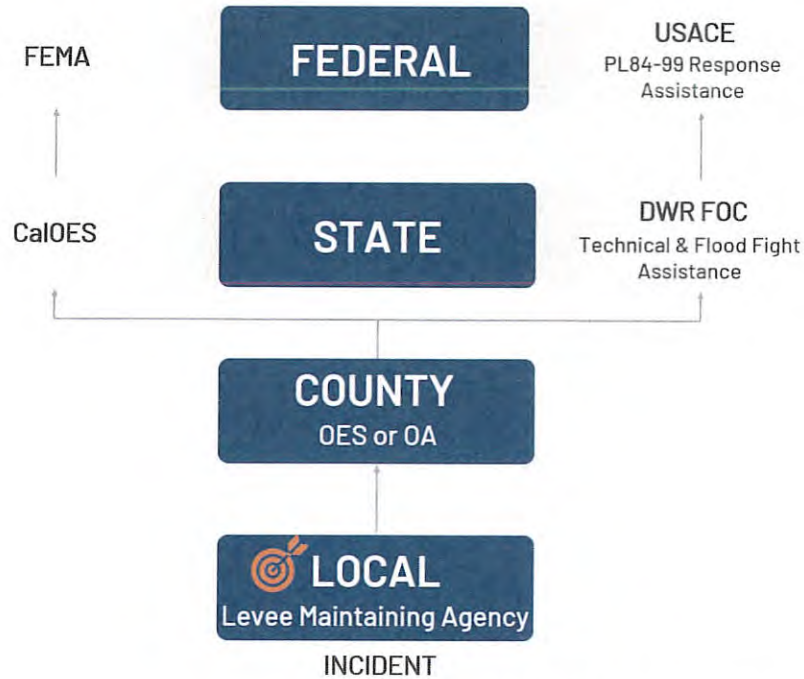 FEMA
FEDERAL
USACE
PL84-99 Response
Assistance
CalOES
STATE
DWR FOC
Technical & Flood Fight
Assistance
COUNTY
OES or OA
LOCAL
Levee Maintaining Agency
INCIDENT